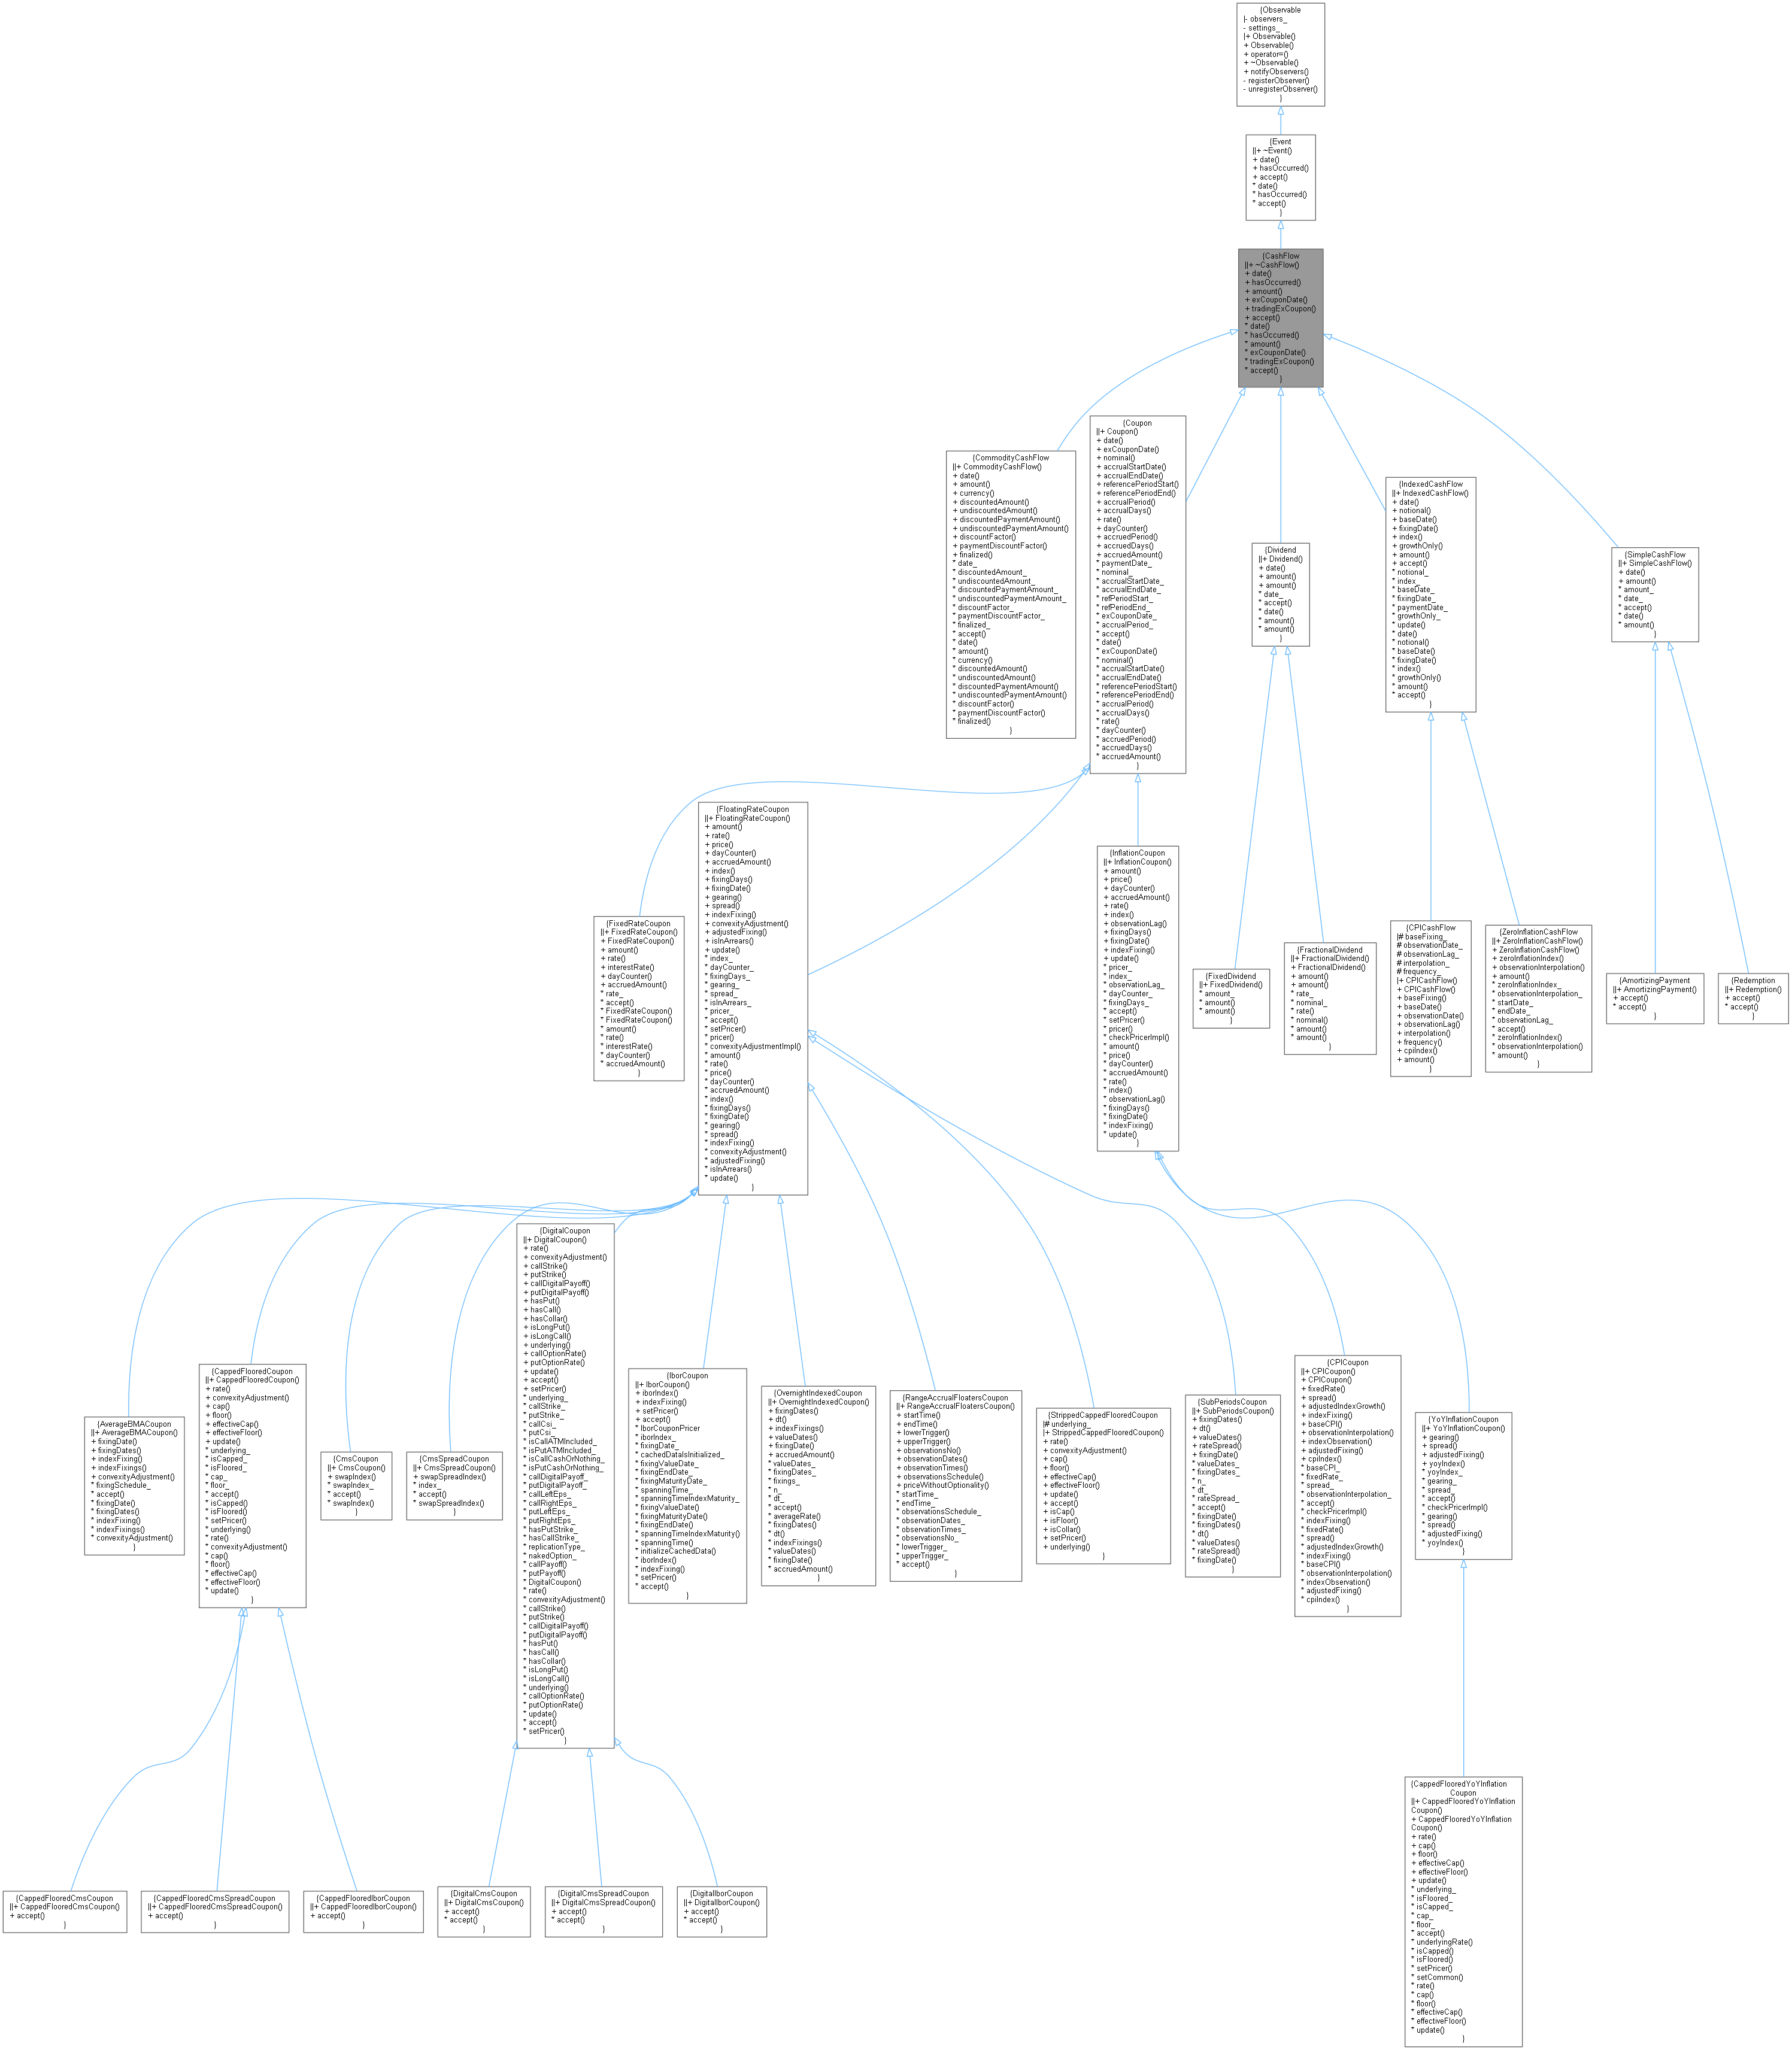 {Observable
|- observers_
- settings_
|+ Observable()
+ Observable()
+ operator=()
+ ~Observable()
+ notifyObservers()
- registerObserver()
- unregisterObserver()
}
{Event
||+ ~Event()
+ date()
+ hasOccurred()
+ accept()
* date()
* hasOccurred()
* accept()
}
{CashFlow
||+ ~CashFlow()
+ date()
+ hasOccurred()
+ amount()
+ exCouponDate()
+ tradingExCoupon()
+ accept()
* date()
* hasOccurred()
* amount()
* exCouponDate()
* tradingExCoupon()
* accept()
}
{CommodityCashFlow
||+ CommodityCashFlow()
+ date()
+ amount()
+ currency()
+ discountedAmount()
+ undiscountedAmount()
+ discountedPaymentAmount()
+ undiscountedPaymentAmount()
+ discountFactor()
+ paymentDiscountFactor()
+ finalized()
* date_
* discountedAmount_
* undiscountedAmount_
* discountedPaymentAmount_
* undiscountedPaymentAmount_
* discountFactor_
* paymentDiscountFactor_
* finalized_
* accept()
* date()
* amount()
* currency()
* discountedAmount()
* undiscountedAmount()
* discountedPaymentAmount()
* undiscountedPaymentAmount()
* discountFactor()
* paymentDiscountFactor()
* finalized()
}
{Coupon
||+ Coupon()
+ date()
+ exCouponDate()
+ nominal()
+ accrualStartDate()
+ accrualEndDate()
+ referencePeriodStart()
+ referencePeriodEnd()
+ accrualPeriod()
+ accrualDays()
+ rate()
+ dayCounter()
+ accruedPeriod()
+ accruedDays()
+ accruedAmount()
* paymentDate_
* nominal_
* accrualStartDate_
* accrualEndDate_
* refPeriodStart_
* refPeriodEnd_
* exCouponDate_
* accrualPeriod_
* accept()
* date()
* exCouponDate()
* nominal()
* accrualStartDate()
* accrualEndDate()
* referencePeriodStart()
* referencePeriodEnd()
* accrualPeriod()
* accrualDays()
* rate()
* dayCounter()
* accruedPeriod()
* accruedDays()
* accruedAmount()
}
{Dividend
||+ Dividend()
+ date()
+ amount()
+ amount()
* date_
* accept()
* date()
* amount()
* amount()
}
{IndexedCashFlow
||+ IndexedCashFlow()
+ date()
+ notional()
+ baseDate()
+ fixingDate()
+ index()
+ growthOnly()
+ amount()
+ accept()
* notional_
* index_
* baseDate_
* fixingDate_
* paymentDate_
* growthOnly_
* update()
* date()
* notional()
* baseDate()
* fixingDate()
* index()
* growthOnly()
* amount()
* accept()
}
{SimpleCashFlow
||+ SimpleCashFlow()
+ date()
+ amount()
* amount_
* date_
* accept()
* date()
* amount()
}
{FixedRateCoupon
||+ FixedRateCoupon()
+ FixedRateCoupon()
+ amount()
+ rate()
+ interestRate()
+ dayCounter()
+ accruedAmount()
* rate_
* accept()
* FixedRateCoupon()
* FixedRateCoupon()
* amount()
* rate()
* interestRate()
* dayCounter()
* accruedAmount()
}
{FloatingRateCoupon
||+ FloatingRateCoupon()
+ amount()
+ rate()
+ price()
+ dayCounter()
+ accruedAmount()
+ index()
+ fixingDays()
+ fixingDate()
+ gearing()
+ spread()
+ indexFixing()
+ convexityAdjustment()
+ adjustedFixing()
+ isInArrears()
+ update()
* index_
* dayCounter_
* fixingDays_
* gearing_
* spread_
* isInArrears_
* pricer_
* accept()
* setPricer()
* pricer()
* convexityAdjustmentImpl()
* amount()
* rate()
* price()
* dayCounter()
* accruedAmount()
* index()
* fixingDays()
* fixingDate()
* gearing()
* spread()
* indexFixing()
* convexityAdjustment()
* adjustedFixing()
* isInArrears()
* update()
}
{InflationCoupon
||+ InflationCoupon()
+ amount()
+ price()
+ dayCounter()
+ accruedAmount()
+ rate()
+ index()
+ observationLag()
+ fixingDays()
+ fixingDate()
+ indexFixing()
+ update()
* pricer_
* index_
* observationLag_
* dayCounter_
* fixingDays_
* accept()
* setPricer()
* pricer()
* checkPricerImpl()
* amount()
* price()
* dayCounter()
* accruedAmount()
* rate()
* index()
* observationLag()
* fixingDays()
* fixingDate()
* indexFixing()
* update()
}
{FixedDividend
||+ FixedDividend()
* amount_
* amount()
* amount()
}
{FractionalDividend
||+ FractionalDividend()
+ FractionalDividend()
+ amount()
+ amount()
* rate_
* nominal_
* rate()
* nominal()
* amount()
* amount()
}
{CPICashFlow
|# baseFixing_
# observationDate_
# observationLag_
# interpolation_
# frequency_
|+ CPICashFlow()
+ CPICashFlow()
+ baseFixing()
+ baseDate()
+ observationDate()
+ observationLag()
+ interpolation()
+ frequency()
+ cpiIndex()
+ amount()
}
{ZeroInflationCashFlow
||+ ZeroInflationCashFlow()
+ ZeroInflationCashFlow()
+ zeroInflationIndex()
+ observationInterpolation()
+ amount()
* zeroInflationIndex_
* observationInterpolation_
* startDate_
* endDate_
* observationLag_
* accept()
* zeroInflationIndex()
* observationInterpolation()
* amount()
}
{AmortizingPayment
||+ AmortizingPayment()
+ accept()
* accept()
}
{Redemption
||+ Redemption()
+ accept()
* accept()
}
{AverageBMACoupon
||+ AverageBMACoupon()
+ fixingDate()
+ fixingDates()
+ indexFixing()
+ indexFixings()
+ convexityAdjustment()
* fixingSchedule_
* accept()
* fixingDate()
* fixingDates()
* indexFixing()
* indexFixings()
* convexityAdjustment()
}
{CappedFlooredCoupon
||+ CappedFlooredCoupon()
+ rate()
+ convexityAdjustment()
+ cap()
+ floor()
+ effectiveCap()
+ effectiveFloor()
+ update()
* underlying_
* isCapped_
* isFloored_
* cap_
* floor_
* accept()
* isCapped()
* isFloored()
* setPricer()
* underlying()
* rate()
* convexityAdjustment()
* cap()
* floor()
* effectiveCap()
* effectiveFloor()
* update()
}
{CmsCoupon
||+ CmsCoupon()
+ swapIndex()
* swapIndex_
* accept()
* swapIndex()
}
{CmsSpreadCoupon
||+ CmsSpreadCoupon()
+ swapSpreadIndex()
* index_
* accept()
* swapSpreadIndex()
}
{DigitalCoupon
||+ DigitalCoupon()
+ rate()
+ convexityAdjustment()
+ callStrike()
+ putStrike()
+ callDigitalPayoff()
+ putDigitalPayoff()
+ hasPut()
+ hasCall()
+ hasCollar()
+ isLongPut()
+ isLongCall()
+ underlying()
+ callOptionRate()
+ putOptionRate()
+ update()
+ accept()
+ setPricer()
* underlying_
* callStrike_
* putStrike_
* callCsi_
* putCsi_
* isCallATMIncluded_
* isPutATMIncluded_
* isCallCashOrNothing_
* isPutCashOrNothing_
* callDigitalPayoff_
* putDigitalPayoff_
* callLeftEps_
* callRightEps_
* putLeftEps_
* putRightEps_
* hasPutStrike_
* hasCallStrike_
* replicationType_
* nakedOption_
* callPayoff()
* putPayoff()
* DigitalCoupon()
* rate()
* convexityAdjustment()
* callStrike()
* putStrike()
* callDigitalPayoff()
* putDigitalPayoff()
* hasPut()
* hasCall()
* hasCollar()
* isLongPut()
* isLongCall()
* underlying()
* callOptionRate()
* putOptionRate()
* update()
* accept()
* setPricer()
}
{IborCoupon
||+ IborCoupon()
+ iborIndex()
+ indexFixing()
+ setPricer()
+ accept()
* IborCouponPricer
* iborIndex_
* fixingDate_
* cachedDataIsInitialized_
* fixingValueDate_
* fixingEndDate_
* fixingMaturityDate_
* spanningTime_
* spanningTimeIndexMaturity_
* fixingValueDate()
* fixingMaturityDate()
* fixingEndDate()
* spanningTimeIndexMaturity()
* spanningTime()
* initializeCachedData()
* iborIndex()
* indexFixing()
* setPricer()
* accept()
}
{OvernightIndexedCoupon
||+ OvernightIndexedCoupon()
+ fixingDates()
+ dt()
+ indexFixings()
+ valueDates()
+ fixingDate()
+ accruedAmount()
* valueDates_
* fixingDates_
* fixings_
* n_
* dt_
* accept()
* averageRate()
* fixingDates()
* dt()
* indexFixings()
* valueDates()
* fixingDate()
* accruedAmount()
}
{RangeAccrualFloatersCoupon
||+ RangeAccrualFloatersCoupon()
+ startTime()
+ endTime()
+ lowerTrigger()
+ upperTrigger()
+ observationsNo()
+ observationDates()
+ observationTimes()
+ observationsSchedule()
+ priceWithoutOptionality()
* startTime_
* endTime_
* observationsSchedule_
* observationDates_
* observationTimes_
* observationsNo_
* lowerTrigger_
* upperTrigger_
* accept()
}
{StrippedCappedFlooredCoupon
|# underlying_
|+ StrippedCappedFlooredCoupon()
+ rate()
+ convexityAdjustment()
+ cap()
+ floor()
+ effectiveCap()
+ effectiveFloor()
+ update()
+ accept()
+ isCap()
+ isFloor()
+ isCollar()
+ setPricer()
+ underlying()
}
{SubPeriodsCoupon
||+ SubPeriodsCoupon()
+ fixingDates()
+ dt()
+ valueDates()
+ rateSpread()
+ fixingDate()
* valueDates_
* fixingDates_
* n_
* dt_
* rateSpread_
* accept()
* fixingDate()
* fixingDates()
* dt()
* valueDates()
* rateSpread()
* fixingDate()
}
{CPICoupon
||+ CPICoupon()
+ CPICoupon()
+ fixedRate()
+ spread()
+ adjustedIndexGrowth()
+ indexFixing()
+ baseCPI()
+ observationInterpolation()
+ indexObservation()
+ adjustedFixing()
+ cpiIndex()
* baseCPI_
* fixedRate_
* spread_
* observationInterpolation_
* accept()
* checkPricerImpl()
* indexFixing()
* fixedRate()
* spread()
* adjustedIndexGrowth()
* indexFixing()
* baseCPI()
* observationInterpolation()
* indexObservation()
* adjustedFixing()
* cpiIndex()
}
{YoYInflationCoupon
||+ YoYInflationCoupon()
+ gearing()
+ spread()
+ adjustedFixing()
+ yoyIndex()
* yoyIndex_
* gearing_
* spread_
* accept()
* checkPricerImpl()
* gearing()
* spread()
* adjustedFixing()
* yoyIndex()
}
{CappedFlooredCmsCoupon
||+ CappedFlooredCmsCoupon()
+ accept()
}
{CappedFlooredCmsSpreadCoupon
||+ CappedFlooredCmsSpreadCoupon()
+ accept()
}
{CappedFlooredIborCoupon
||+ CappedFlooredIborCoupon()
+ accept()
}
{DigitalCmsCoupon
||+ DigitalCmsCoupon()
+ accept()
* accept()
}
{DigitalCmsSpreadCoupon
||+ DigitalCmsSpreadCoupon()
+ accept()
* accept()
}
{DigitalIborCoupon
||+ DigitalIborCoupon()
+ accept()
* accept()
}
{CappedFlooredYoYInflation
Coupon
||+ CappedFlooredYoYInflation
Coupon()
+ CappedFlooredYoYInflation
Coupon()
+ rate()
+ cap()
+ floor()
+ effectiveCap()
+ effectiveFloor()
+ update()
* underlying_
* isFloored_
* isCapped_
* cap_
* floor_
* accept()
* underlyingRate()
* isCapped()
* isFloored()
* setPricer()
* setCommon()
* rate()
* cap()
* floor()
* effectiveCap()
* effectiveFloor()
* update()
}